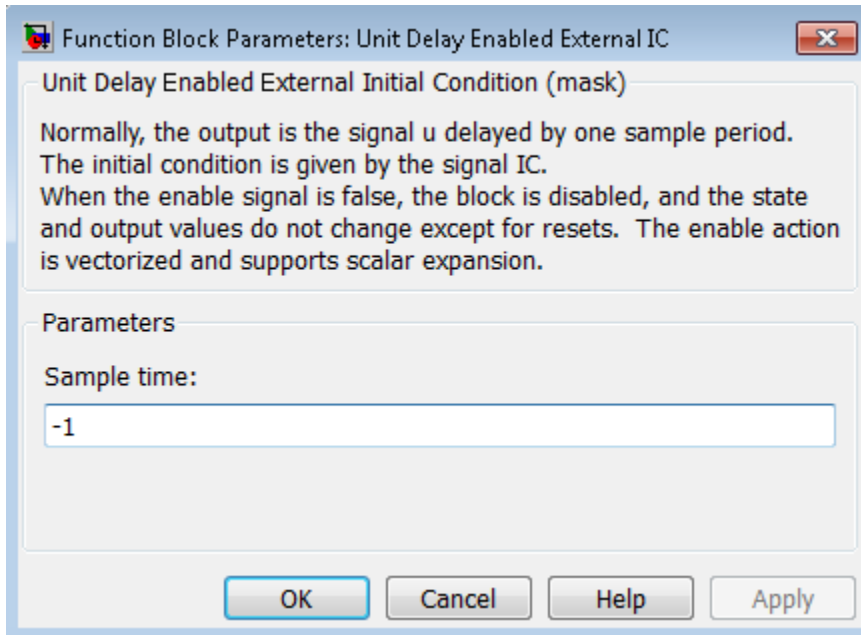 Function Block Parameters: Unit Delay Enabled External IC
Unit Delay Enabled External Initial Condition (mask)
Normally, the output is the signal u delayed by one sample period.
The initial condition is given by the signal IC.
When the enable signal is false, the block is disabled, and the state
and output values do not change except for resets.  The enable action
is vectorized and supports scalar expansion.
Parameters
Sample time:
-1
OK Cancel Help Apply